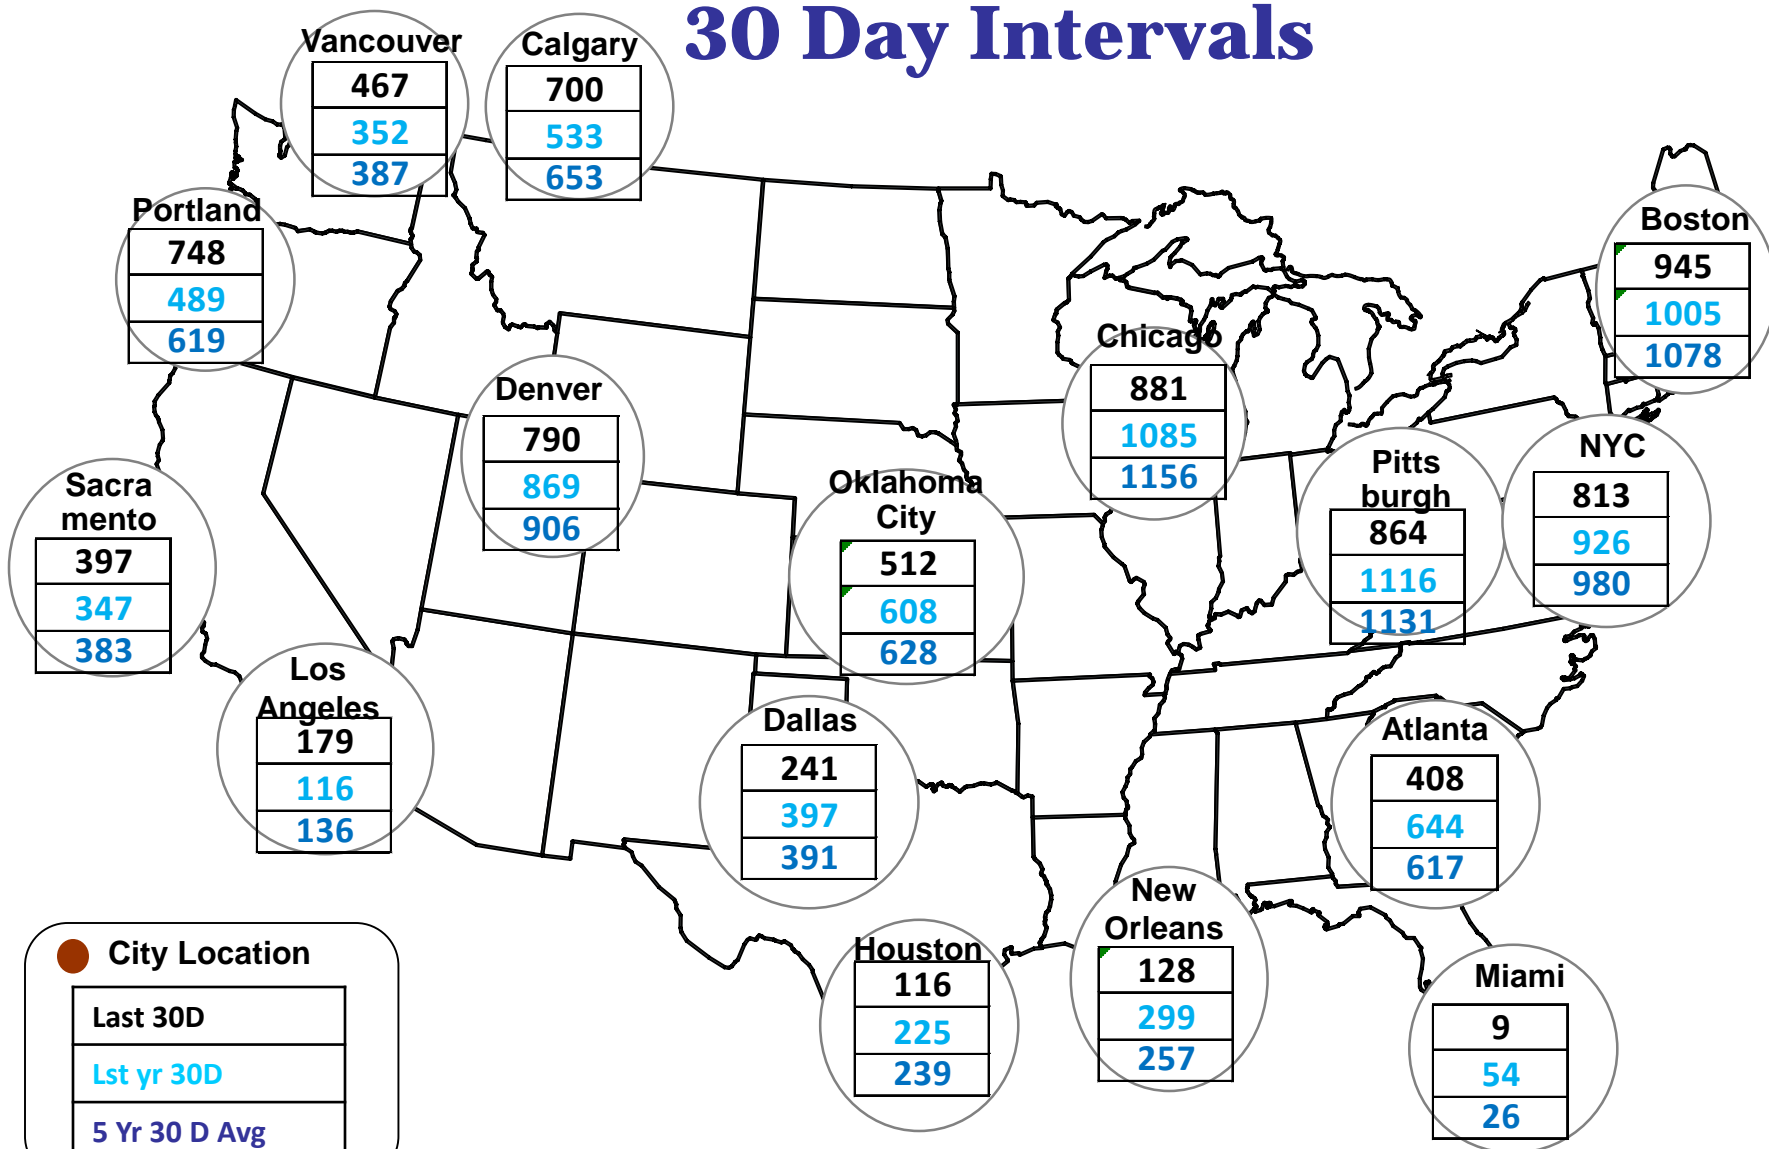 30 Day Intervals
Vancouver
467
352
387
Calgary
700
533
653
Portland
748
489
619
Boston
945
1005
1078
Chicago
881
1085
1156
Denver
790
869
906
NYC
813
926
980
Pitts
burgh
864
1116
1131
Oklahoma
City
512
608
628
Sacra
mento
397
347
383
Los
Angeles
179
116
136
Dallas
241
397
391
Atlanta
408
644
617
New
Orleans
128
299
257
Houston
116
225
239
Miami
9
54
26
City Location
Last 30D
Lst yr 30D
5 Yr 30 D Avg